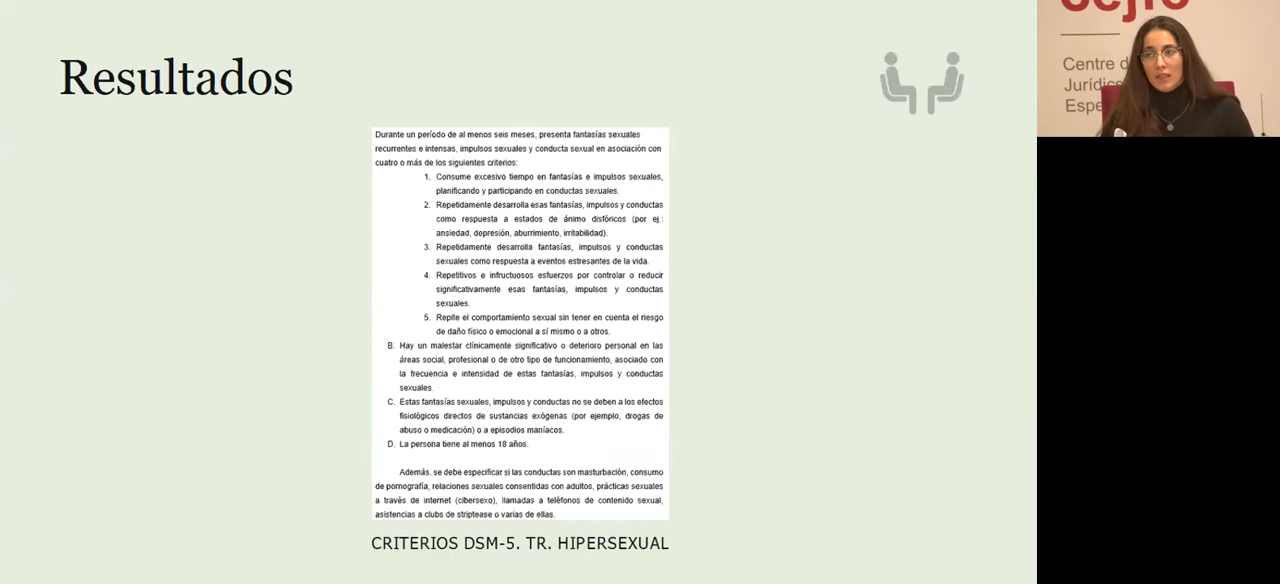 Resultados
Durante un período de al menos seis meses, presenta fantasías sexuales
recurrentes e intensas, impulsos sexuales y conducta sexual en asociación con
cuatro o más de los siguientes criterios:
1. Consume excesivo tiempo en fantasías e impulsos sexuales,
planificando y participando en conductas sexuales.
2. Repetidamente desarrolla esas fantasías, impulsos y conductas
como respuesta a estados de ánimo disfóricos (por ej.:
ansiedad, depresión, aburrimiento, irritabilidad).
3. Repetidamente desarrolla fantasías, impulsos y conductas
sexuales como respuesta a eventos estresantes de la vida.
4. Repetitivos e infructuosos esfuerzos por controlar o reducir
significativamente esas fantasías, impulsos y conductas
sexuales.
5. Repite el comportamiento sexual sin tener en cuenta el riesgo
de daño físico o emocional a sí mismo o a otros.
B. Hay un malestar clínicamente significativo o deterioro personal en las
áreas social, profesional o de otro tipo de funcionamiento, asociado con
la frecuencia e intensidad de estas fantasías, impulsos y conductas
sexuales.
C. Estas fantasías sexuales, impulsos y conductas no se deben a los efectos
fisiológicos directos de sustancias exógenas (por ejemplo, drogas de
abuso o medicación) o a episodios maníacos.
D. La persona tiene al menos 18 años.
Además, se debe especificar si las conductas son masturbación, consumo
de pornografía, relaciones sexuales consentidas con adultos, prácticas sexuales
a través de internet (cibersexo), llamadas a teléfonos de contenido sexual,
asistencias a clubs de striptease o varias de ellas.
CRITERIOS DSM-5. TR. HIPERSEXUAL
Centre d
Jurídic
Espe